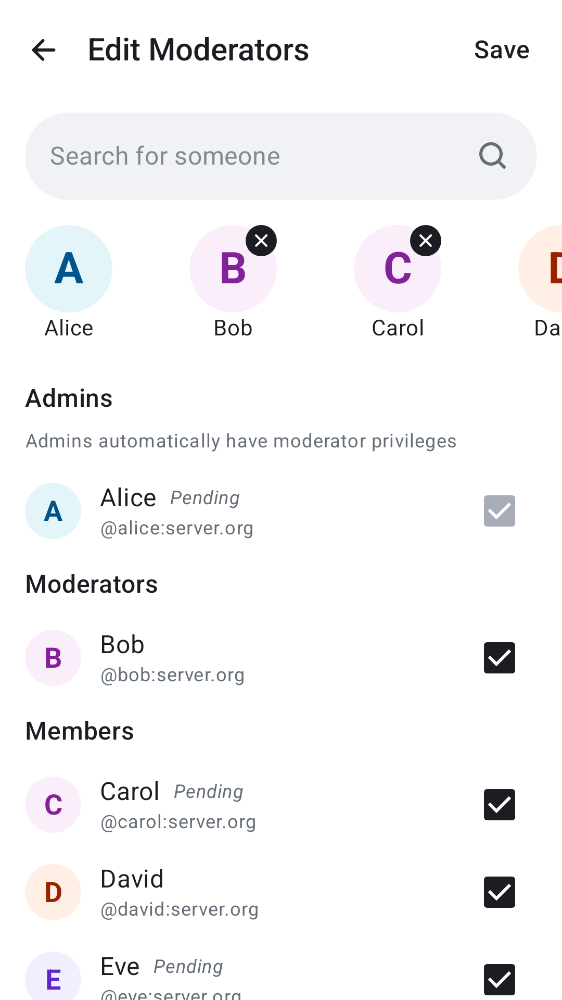 Edit Moderators
Save
Search for someone
A
B
C
D
Alice
Bob
Carol
Da
Admins
Admins automatically have moderator privileges
A
Alice Pending
@alice:server.org
Moderators
B
Bob
@bob:server.org
Members
C
Carol Pending
@carol:server.org
D
David
@david:server.org
E
Eve Pending
@eve:server.org